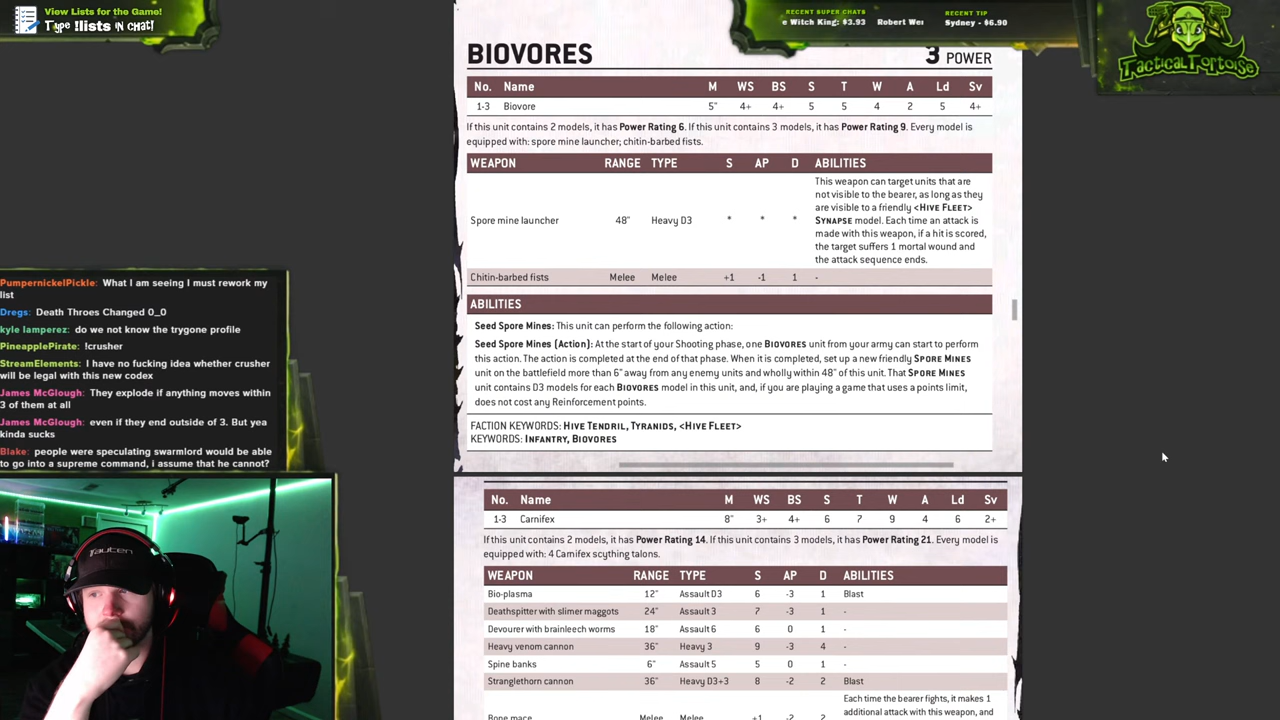 View Lists for the Game!
Type !lists in chat!
RECENT SUPER CHATS
RECENT TIP
e Witch King: $3.93 Robert Wei
Sydney - $6.90
TacticalTortoise
PumpernickelPickle: What I am seeing I must rework my
list
Dregs: Death Throes Changed 0_0
kyle lamperez: do we not know the trygone profile
PineapplePirate: !crusher
StreamElements: I have no fucking idea whether crusher
will be legal with this new codex
James McGlough: They explode if anything moves within
3 of them at all
James McGlough: even if they end outside of 3. But yea
kinda sucks
Blake: people were speculating swarmlord would be able
to go into a supreme command, i assume that he cannot?
rauten
BIOVORES 3 POWER
No. Name M WS BS S T W A Ld Sv
1-3 Biovore 5" 4+ 4+ 5 5 4 2 5 4+
If this unit contains 2 models, it has Power Rating 6. If this unit contains 3 models, it has Power Rating 9. Every model is
equipped with: spore mine launcher; chitin-barbed fists.
WEAPON RANGE TYPE S AP D ABILITIES
Spore mine launcher 48" Heavy D3 * * *
This weapon can target units that are
not visible to the bearer, as long as they
are visible to a friendly <HIVE FLEET>
SYNAPSE model. Each time an attack is
made with this weapon, if a hit is scored,
the target suffers 1 mortal wound and
the attack sequence ends.
Chitin-barbed fists Melee Melee +1 -1 1 -
ABILITIES
Seed Spore Mines: This unit can perform the following action:
Seed Spore Mines (Action): At the start of your Shooting phase, one BIOVORES unit from your army can start to perform
this action. The action is completed at the end of that phase. When it is completed, set up a new friendly SPORE MINES
unit on the battlefield more than 6" away from any enemy units and wholly within 48" of this unit. That SPORE MINES
unit contains D3 models for each BIOVORES model in this unit, and, if you are playing a game that uses a points limit,
does not cost any Reinforcement points.
FACTION KEYWORDS: HIVE TENDRIL, TYRANIDS, <HIVE FLEET>
KEYWORDS: INFANTRY, BIOVORES
No. Name M WS BS S T W A Ld Sv
1-3 Carnifex 8" 3+ 4+ 6 7 9 4 6 2+
If this unit contains 2 models, it has Power Rating 14. If this unit contains 3 models, it has Power Rating 21. Every model is
equipped with: 4 Carnifex scything talons.
WEAPON RANGE TYPE S AP D ABILITIES
Bio-plasma 12" Assault D3 6 -3 1 Blast
Deathspitter with slimer maggots 24" Assault 3 7 -3 1 -
Devourer with brainleech worms 18" Assault 6 6 0 1 -
Heavy venom cannon 36" Heavy 3 9 -3 4 -
Spine banks 6" Assault 5 5 0 1 -
Stranglethorn cannon 36" Heavy D3+3 8 -2 2 Blast
Each time the bearer fights, it makes 1
additional attack with this weapon, and
Bone mace Melee Melee +1 -2 2